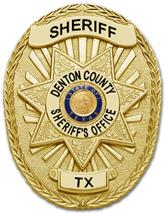 SHERIFF
DENTON COUNTY
SHERIFF'S OFFICE
TX